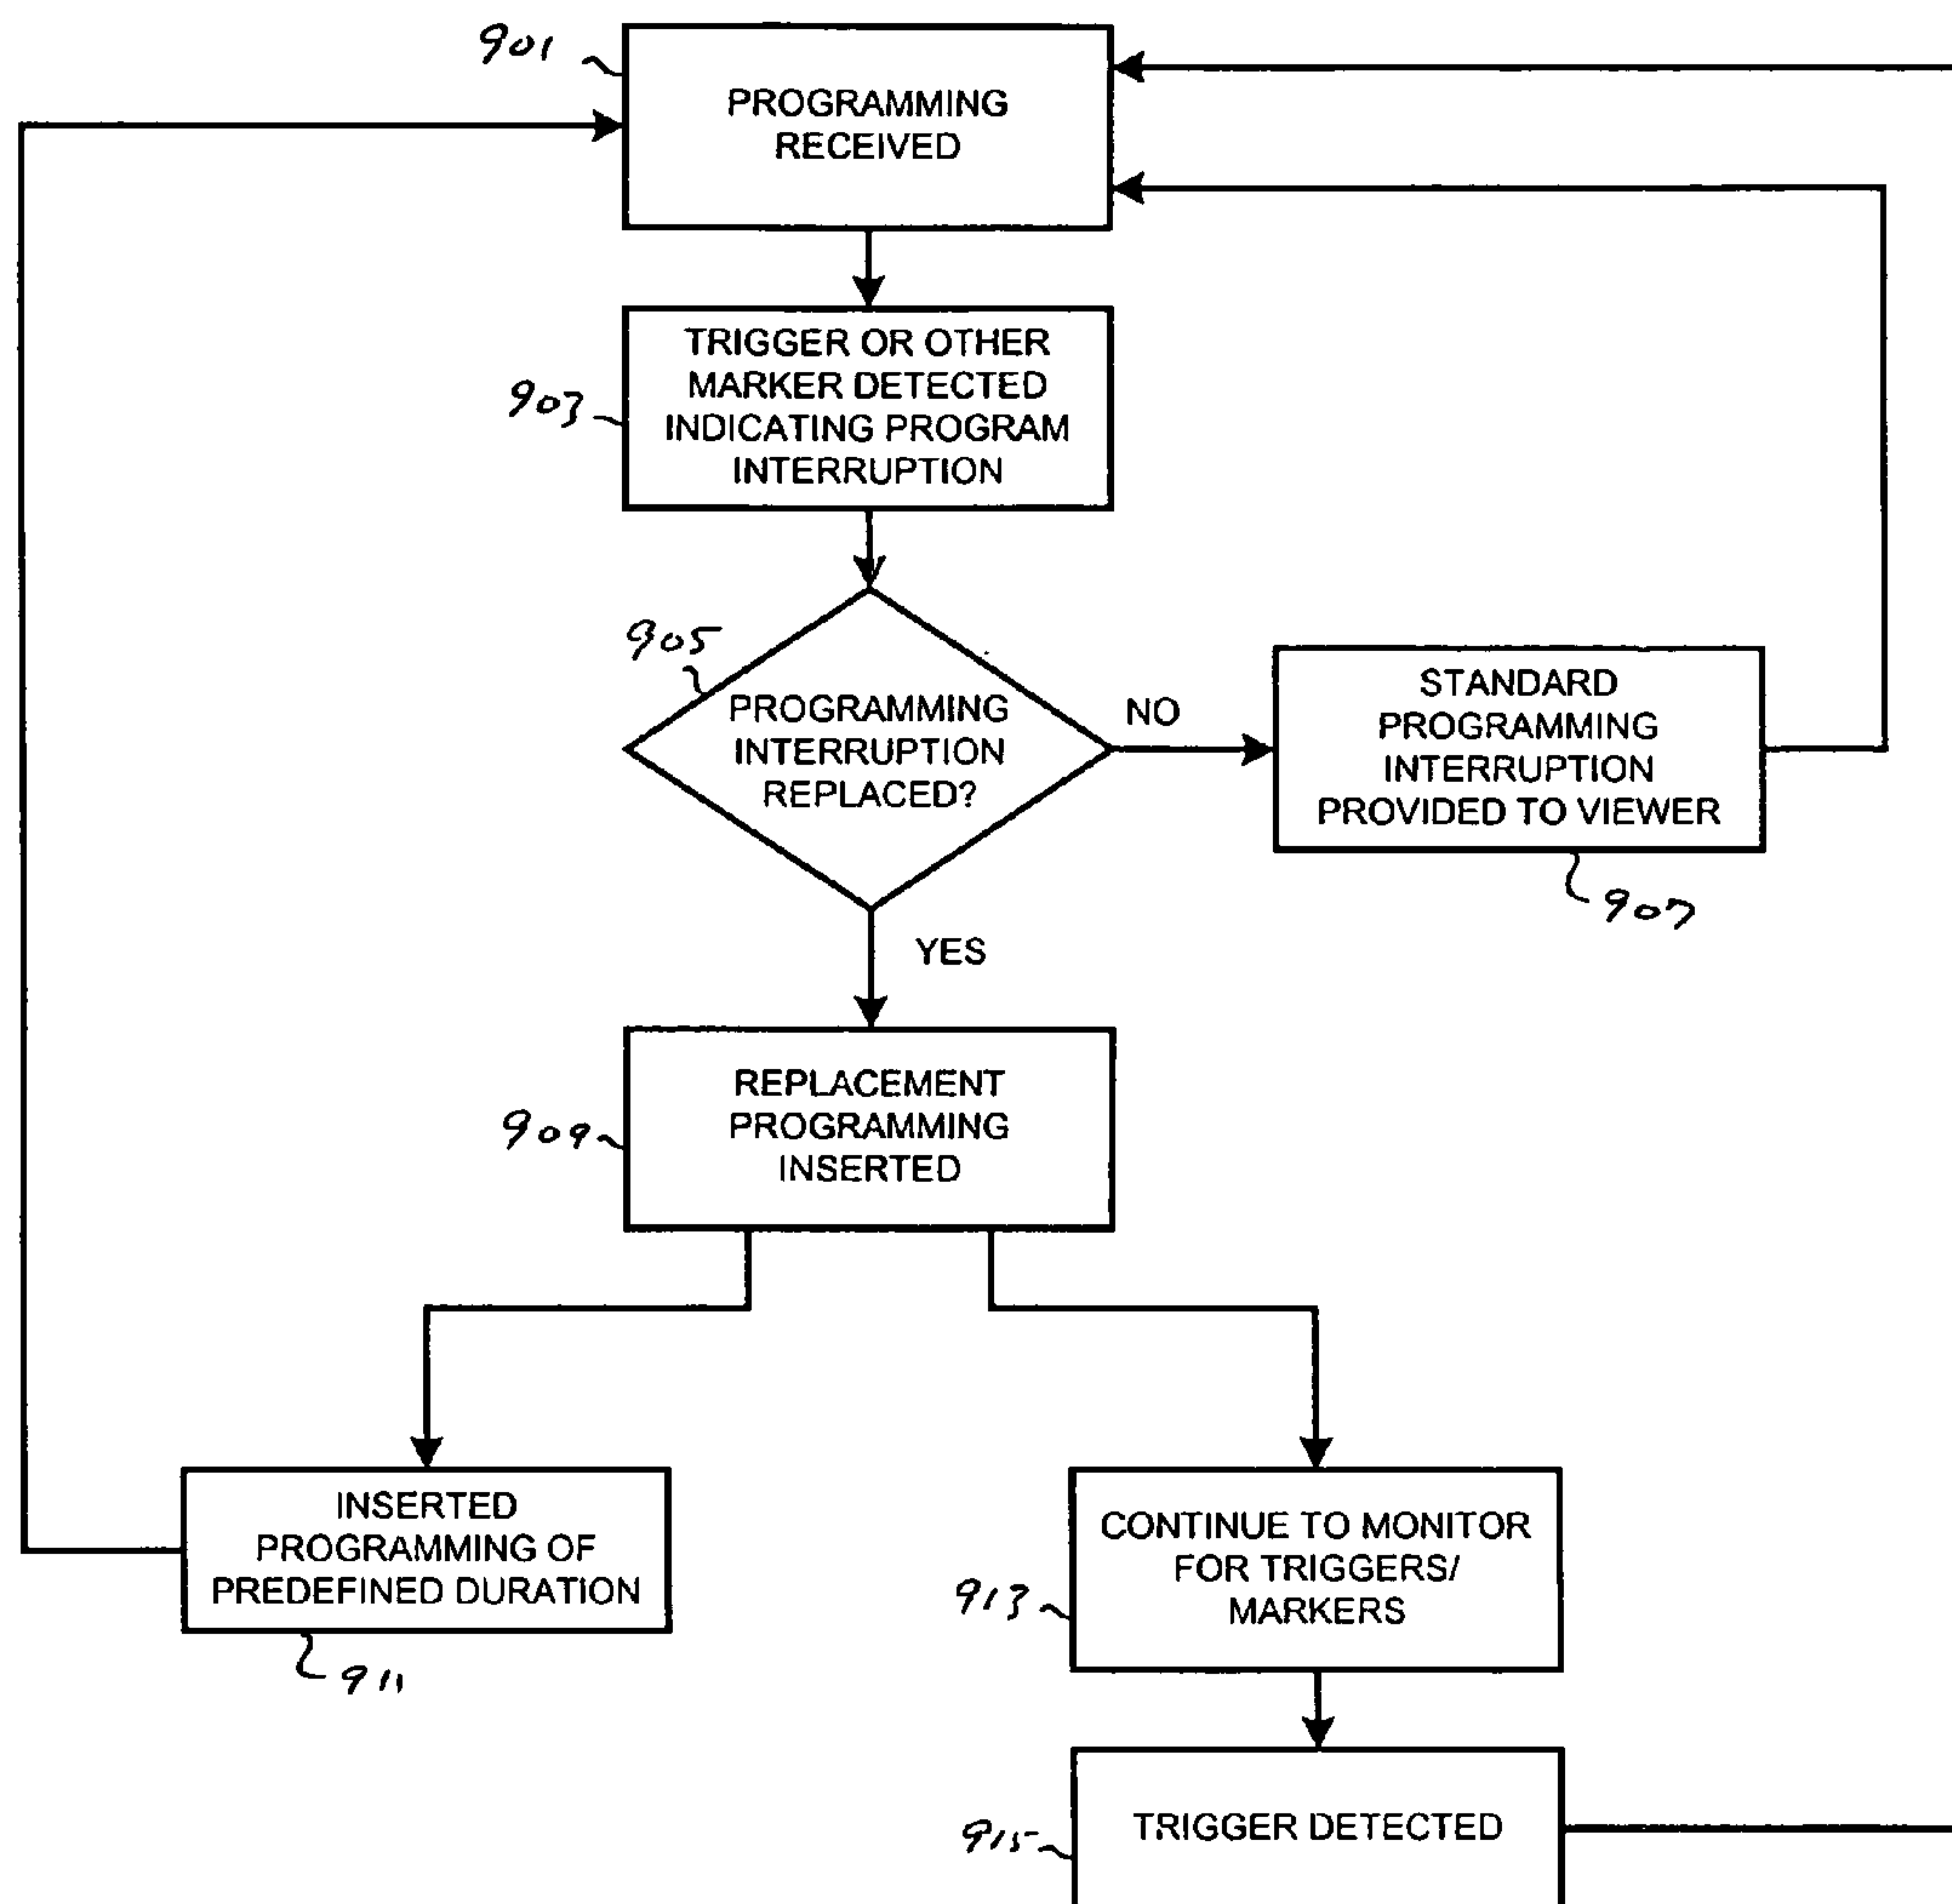 901
PROGRAMMING
RECEIVED
903
TRIGGER OR OTHER
MARKER DETECTED
INDICATING PROGRAM
INTERRUPTION
905
PROGRAMMING
INTERRUPTION
REPLACED?
NO
STANDARD
PROGRAMMING
INTERRUPTION
PROVIDED TO VIEWER
907
YES
909
REPLACEMENT
PROGRAMMING
INSERTED
INSERTED
PROGRAMMING OF
PREDEFINED DURATION
911
913
CONTINUE TO MONITOR
FOR TRIGGERS/
MARKERS
915
TRIGGER DETECTED